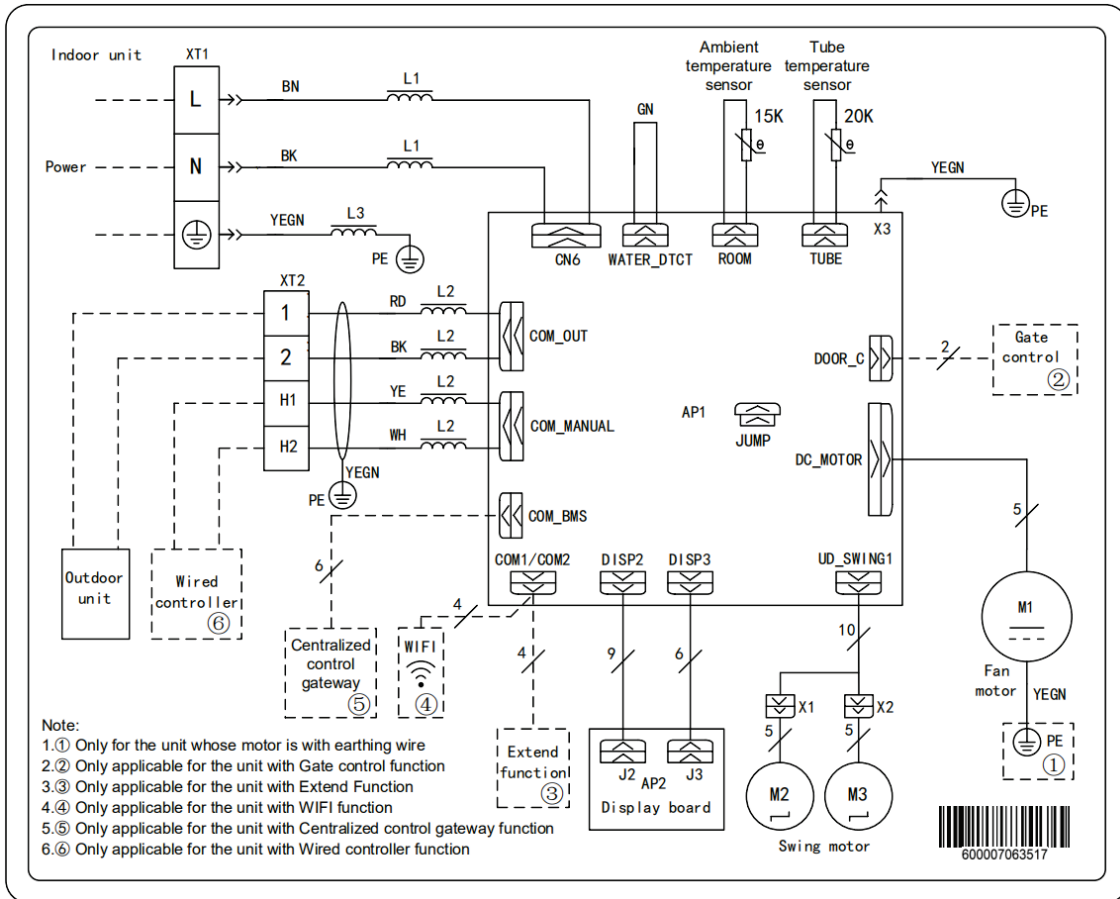 Indoor unit
XT1
L
BN
L1
Power
N
BK
L1
YEGN
L3
PE
Ambient
temperature
sensor
15K
θ
Tube
temperature
sensor
20K
θ
GN
YEGN
PE
X3
CN6
WATER_DTCT
ROOM
TUBE
XT2
1
RD
L2
2
BK
L2
H1
YE
L2
H2
WH
L2
YEGN
PE
COM_OUT
COM_MANUAL
COM_BMS
AP1
JUMP
DOOR_C
2
Gate
control
②
DC_MOTOR
5
M1
Fan
motor
YEGN
PE
①
COM1/COM2
DISP2
DISP3
UD_SWING1
Outdoor
unit
Wired
controller
⑥
6
Centralized
control
gateway
⑤
4
WIFI
④
4
Extend
function
③
9
6
J2
J3
AP2
Display board
10
X1
X2
5
5
M2
M3
Swing motor
Note:
1.① Only for the unit whose motor is with earthing wire
2.② Only applicable for the unit with Gate control function
3.③ Only applicable for the unit with Extend Function
4.④ Only applicable for the unit with WIFI function
5.⑤ Only applicable for the unit with Centralized control gateway function
6.⑥ Only applicable for the unit with Wired controller function
600007063517